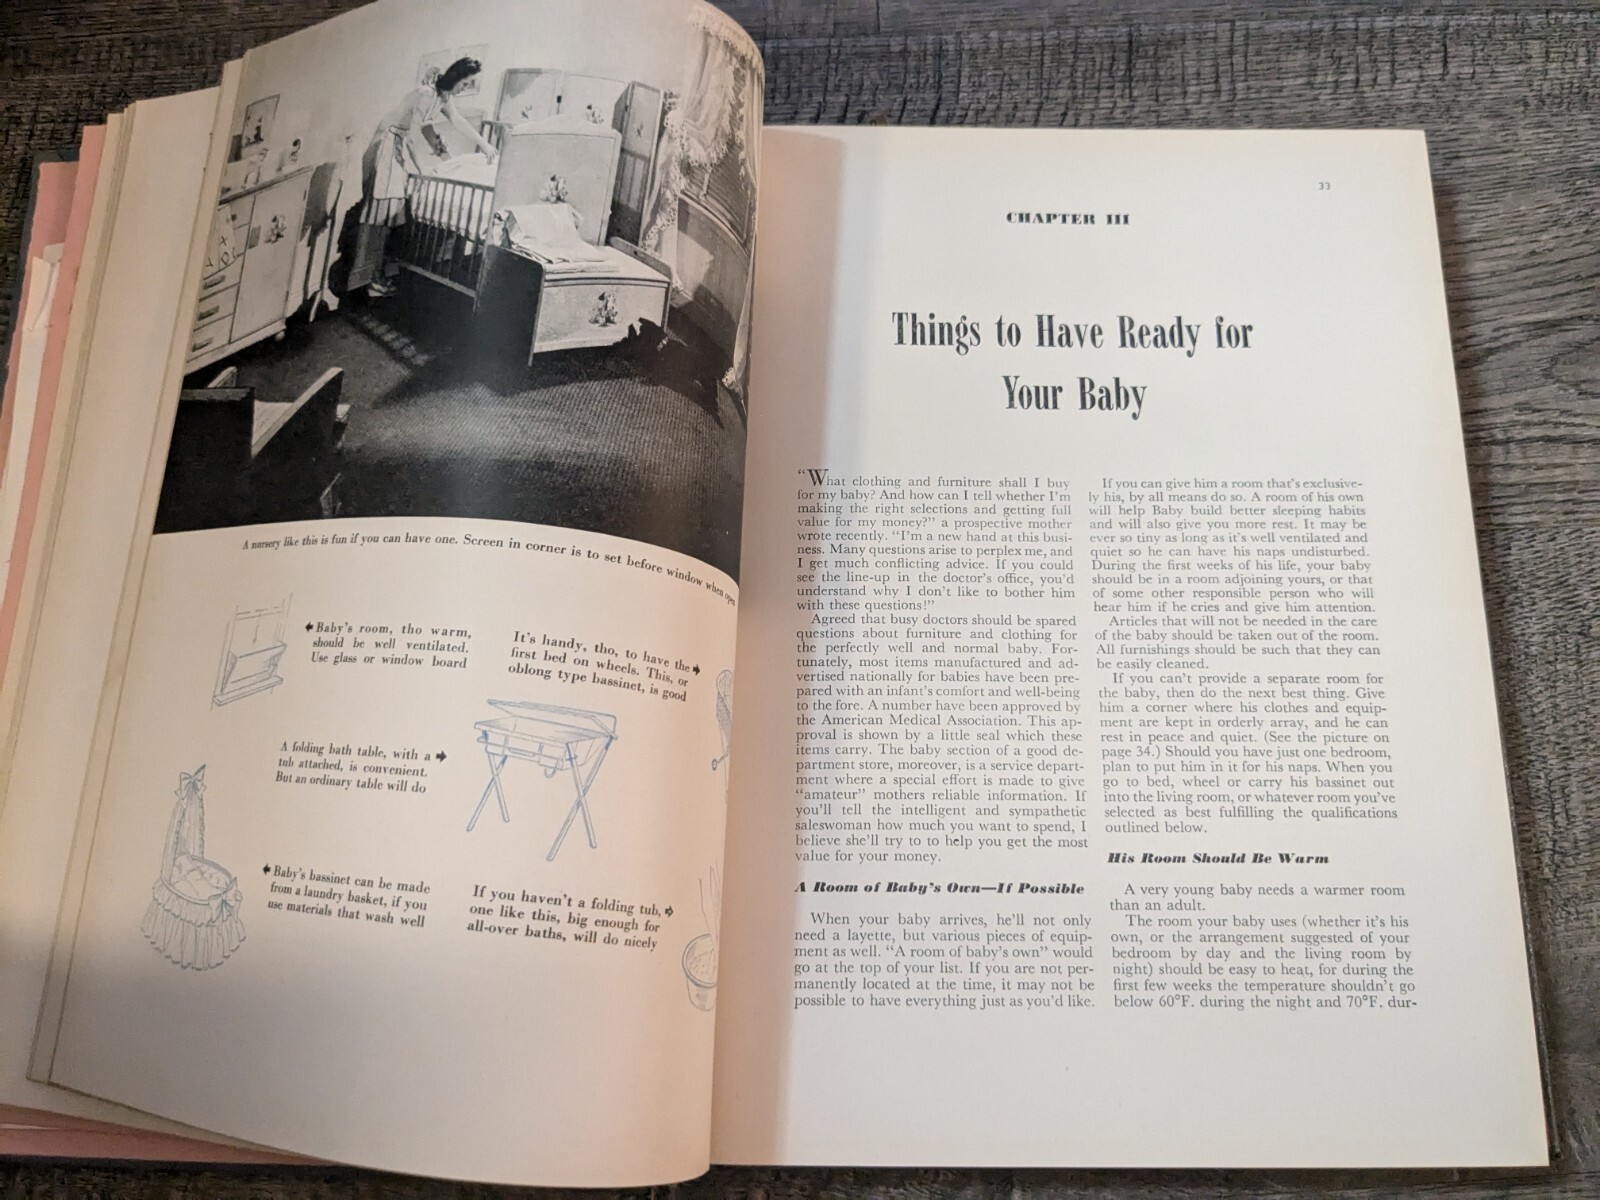 A nursery like this is fun if you can have one. Screen in corner is to set before window when open
Baby's room, tho warm,
should be well ventilated.
Use glass or window board
It's handy, tho, to have the
first bed on wheels. This, or
oblong type bassinet, is good
A folding bath table, with a
tub attached, is convenient.
But an ordinary table will do
Baby's bassinet can be made
from a laundry basket, if you
use materials that wash well
If you haven't a folding tub,
one like this, big enough for
all-over baths, will do nicely
33
CHAPTER III
Things to Have Ready for
Your Baby
"What clothing and furniture shall I buy
for my baby? And how can I tell whether I'm
making the right selections and getting full
value for my money?" a prospective mother
wrote recently. "I'm a new hand at this busi-
ness. Many questions arise to perplex me, and
I get much conflicting advice. If you could
see the line-up in the doctor's office, you'd
understand why I don't like to bother him
with these questions!"
Agreed that busy doctors should be spared
questions about furniture and clothing for
the perfectly well and normal baby. For-
tunately, most items manufactured and ad-
vertised nationally for babies have been pre-
pared with an infant's comfort and well-being
to the fore. A number have been approved by
the American Medical Association. This ap-
proval is shown by a little seal which these
items carry. The baby section of a good de-
partment store, moreover, is a service depart-
ment where a special effort is made to give
"amateur" mothers reliable information. If
you'll tell the intelligent and sympathetic
saleswoman how much you want to spend, I
believe she'll try to to help you get the most
value for your money.
A Room of Baby's Own—If Possible
When your baby arrives, he'll not only
need a layette, but various pieces of equip-
ment as well. "A room of baby's own" would
go at the top of your list. If you are not per-
manently located at the time, it may not be
possible to have everything just as you'd like.
If you can give him a room that's exclusive-
ly his, by all means do so. A room of his own
will help Baby build better sleeping habits
and will also give you more rest. It may be
ever so tiny as long as it's well ventilated and
quiet so he can have his naps undisturbed.
During the first weeks of his life, your baby
should be in a room adjoining yours, or that
of some other responsible person who will
hear him if he cries and give him attention.
Articles that will not be needed in the care
of the baby should be taken out of the room.
All furnishings should be such that they can
be easily cleaned.
If you can't provide a separate room for
the baby, then do the next best thing. Give
him a corner where his clothes and equip-
ment are kept in orderly array, and he can
rest in peace and quiet. (See the picture on
page 34.) Should you have just one bedroom,
plan to put him in it for his naps. When you
go to bed, wheel or carry his bassinet out
into the living room, or whatever room you've
selected as best fulfilling the qualifications
outlined below.
His Room Should Be Warm
A very young baby needs a warmer room
than an adult.
The room your baby uses (whether it's his
own, or the arrangement suggested of your
bedroom by day and the living room by
night) should be easy to heat, for during the
first few weeks the temperature shouldn't go
below 60°F. during the night and 70°F. dur-